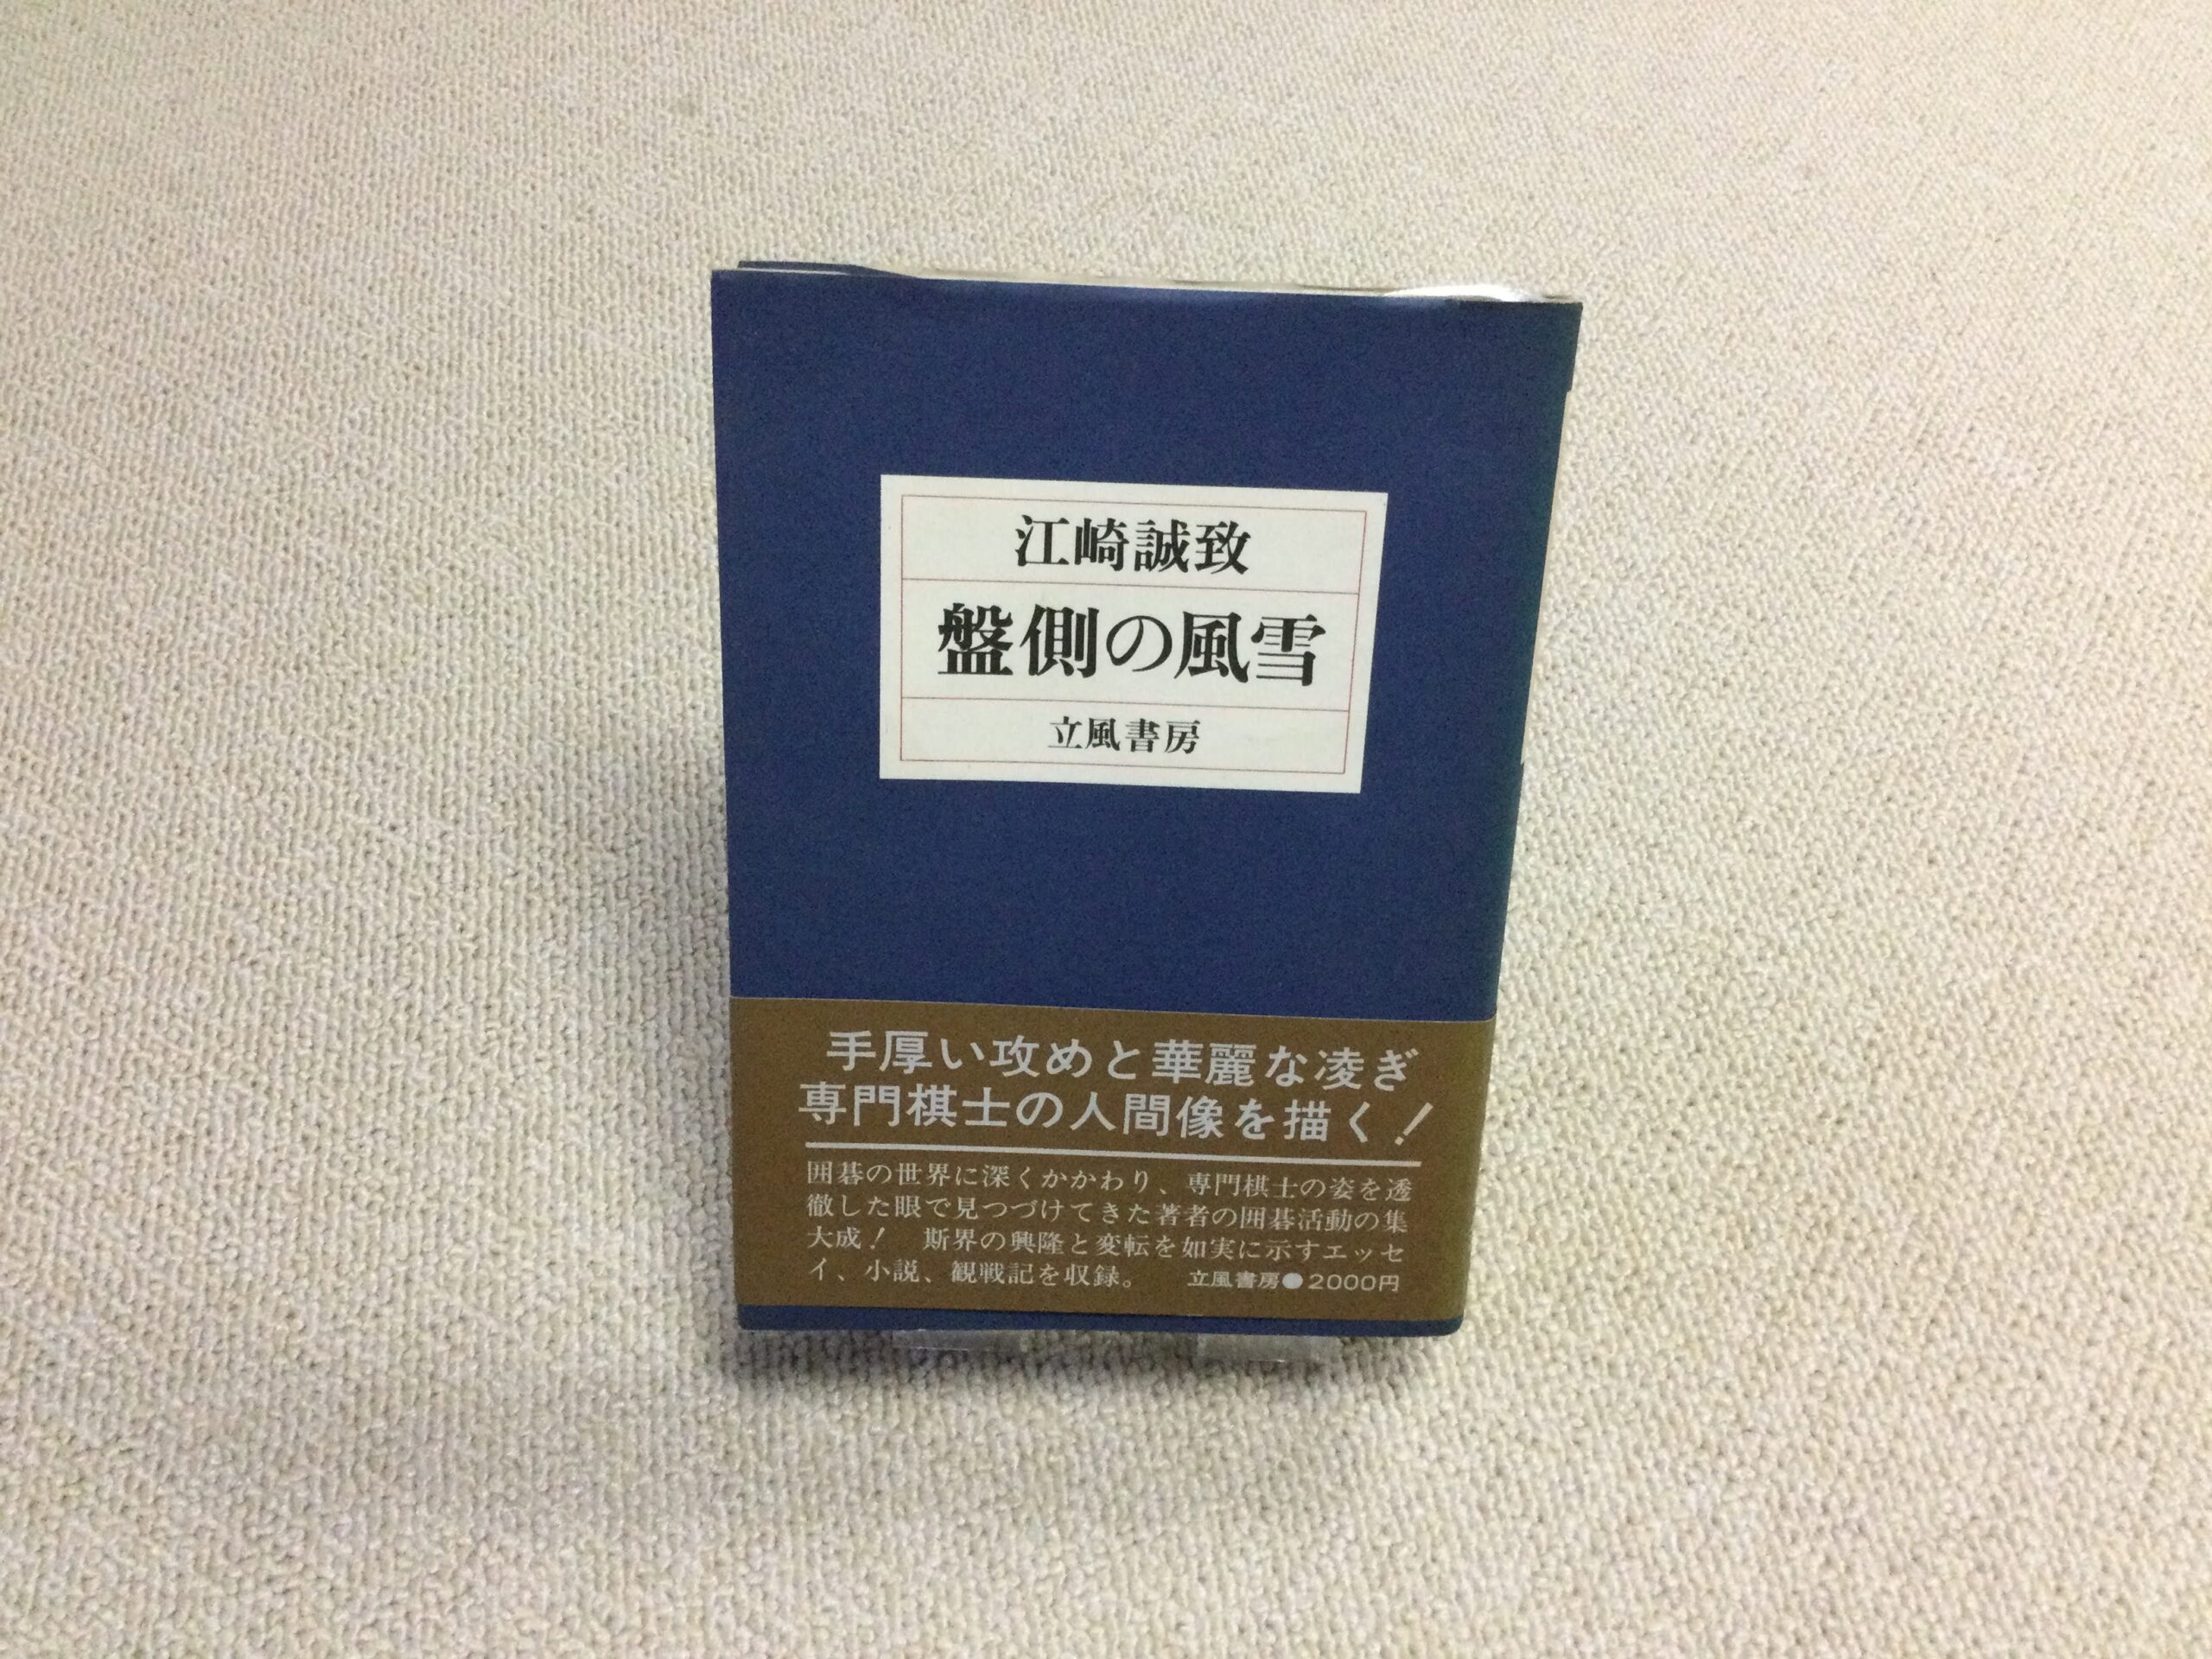 江崎誠致
盤側の風雪
立風書房
手厚い攻めと華麗な凌ぎ
専門棋士の人間像を描く!
囲碁の世界に深くかかわり、専門棋士の姿を透
徹した眼で見つづけてきた著者の囲碁活動の集
大成! 斯界の興隆と変転を如実に示すエッセ
イ、小説、観戦記を収録。 立風書房●2000円